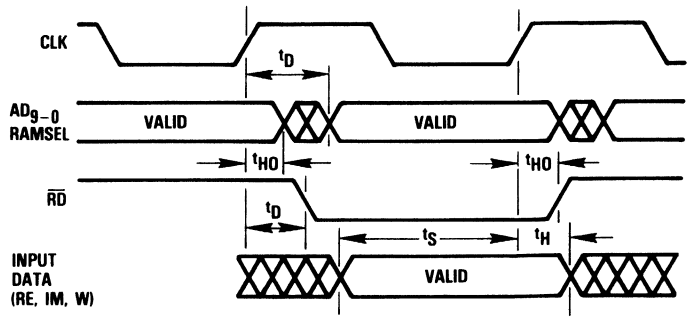 CLK
tD
AD9–0
RAMSEL
VALID
VALID
tHO
tHO
RD
tD
tS
tH
INPUT
DATA
(RE, IM, W)
VALID